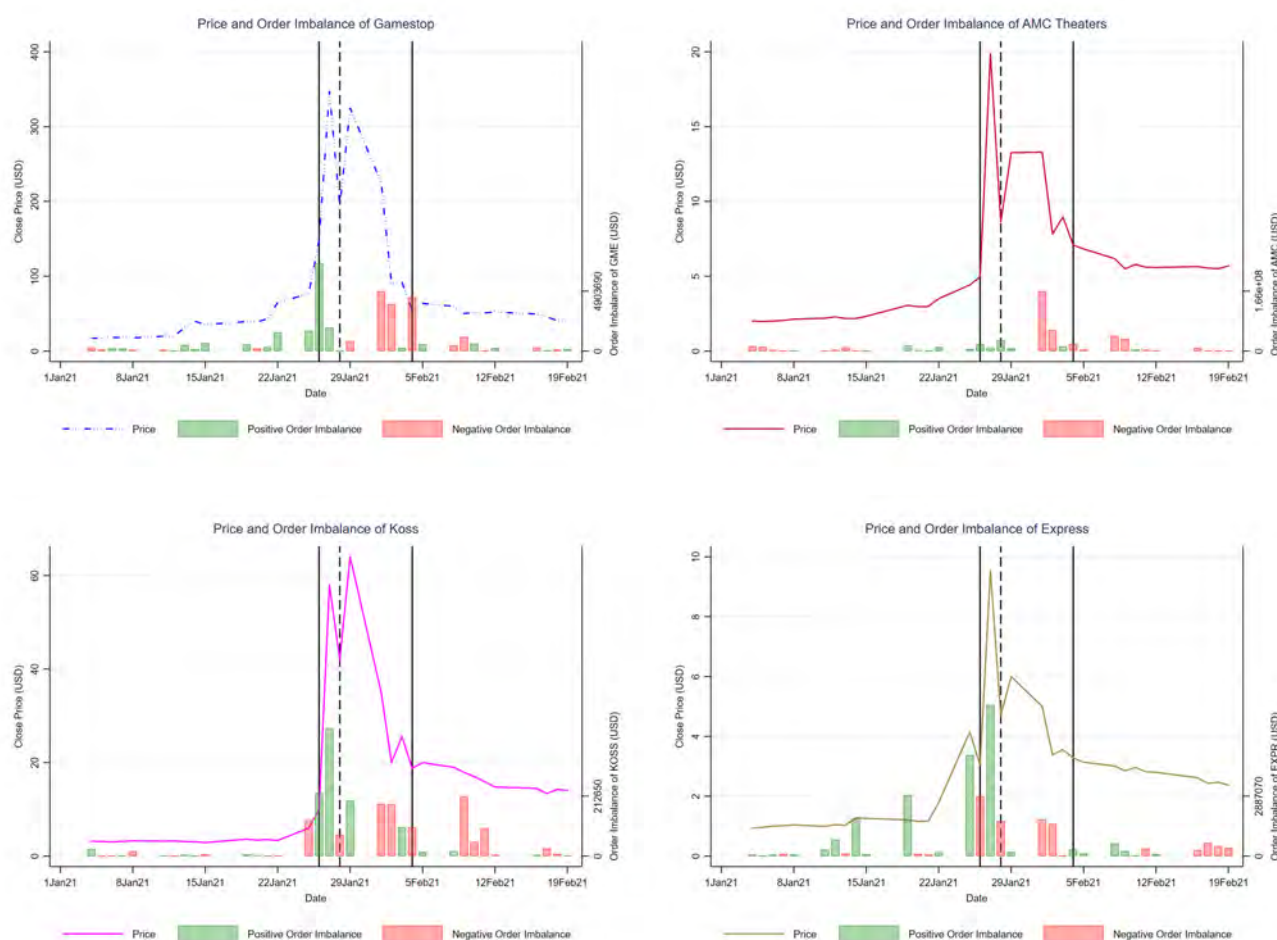 Price and Order Imbalance of Gamestop
400
300
200
100
0
Close Price (USD)
4903690
0
Order Imbalance of GME (USD)
1Jan21 8Jan21 15Jan21 22Jan21 29Jan21 5Feb21 12Feb21 19Feb21
Date
Price Positive Order Imbalance Negative Order Imbalance
Price and Order Imbalance of AMC Theaters
20
15
10
5
0
Close Price (USD)
1.66e+08
0
Order Imbalance of AMC (USD)
1Jan21 8Jan21 15Jan21 22Jan21 29Jan21 5Feb21 12Feb21 19Feb21
Date
Price Positive Order Imbalance Negative Order Imbalance
Price and Order Imbalance of Koss
60
40
20
0
Close Price (USD)
212650
0
Order Imbalance of KOSS (USD)
1Jan21 8Jan21 15Jan21 22Jan21 29Jan21 5Feb21 12Feb21 19Feb21
Date
Price Positive Order Imbalance Negative Order Imbalance
Price and Order Imbalance of Express
10
8
6
4
2
0
Close Price (USD)
2887070
0
Order Imbalance of EXPR (USD)
1Jan21 8Jan21 15Jan21 22Jan21 29Jan21 5Feb21 12Feb21 19Feb21
Date
Price Positive Order Imbalance Negative Order Imbalance